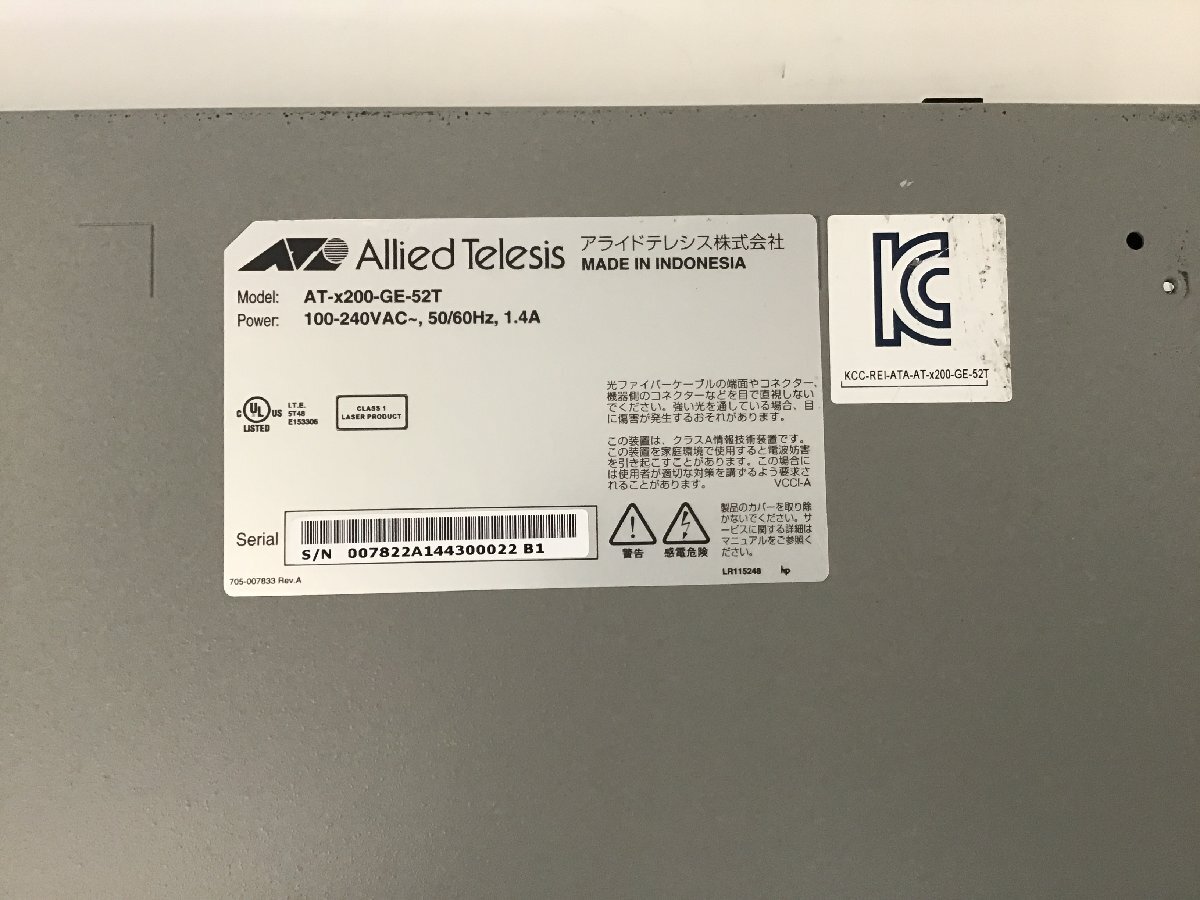 Allied Telesis アライドテレシス株式会社
MADE IN INDONESIA
Model: AT-x200-GE-52T
Power: 100-240VAC~, 50/60Hz, 1.4A
KC
KCC-REI-ATA-AT-x200-GE-52T
光ファイバーケーブルの端面やコネクター、
機器側のコネクターなどを目で直視しない
でください。強い光を通している場合、目
に傷害が発生するおそれがあります。
C UL US
LISTED
I.T.E.
5T48
E153306
CLASS 1
LASER PRODUCT
この装置は、クラスA情報技術装置です。
この装置を家庭環境で使用すると電波妨害
を引き起こすことがあります。この場合に
は使用者が適切な対策を講ずるよう要求さ
れることがあります。 VCCI-A
Serial
S/N 007822A144300022 B1
警告
感電危険
製品のカバーを取り除
かないでください。サ
ービスに関する詳細は
マニュアルをご参照く
ださい。
705-007833 Rev.A
LR115248 hp